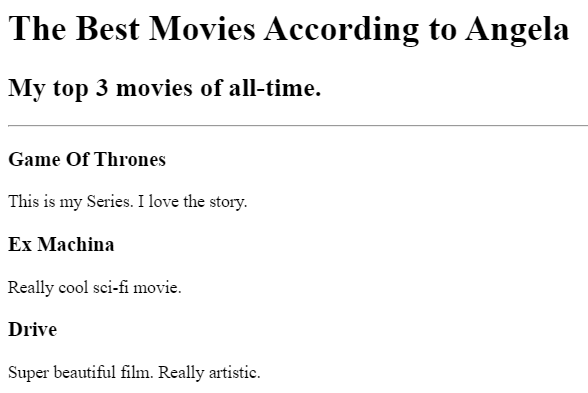 The Best Movies According to Angela
My top 3 movies of all-time.
Game Of Thrones
This is my Series. I love the story.
Ex Machina
Really cool sci-fi movie.
Drive
Super beautiful film. Really artistic.